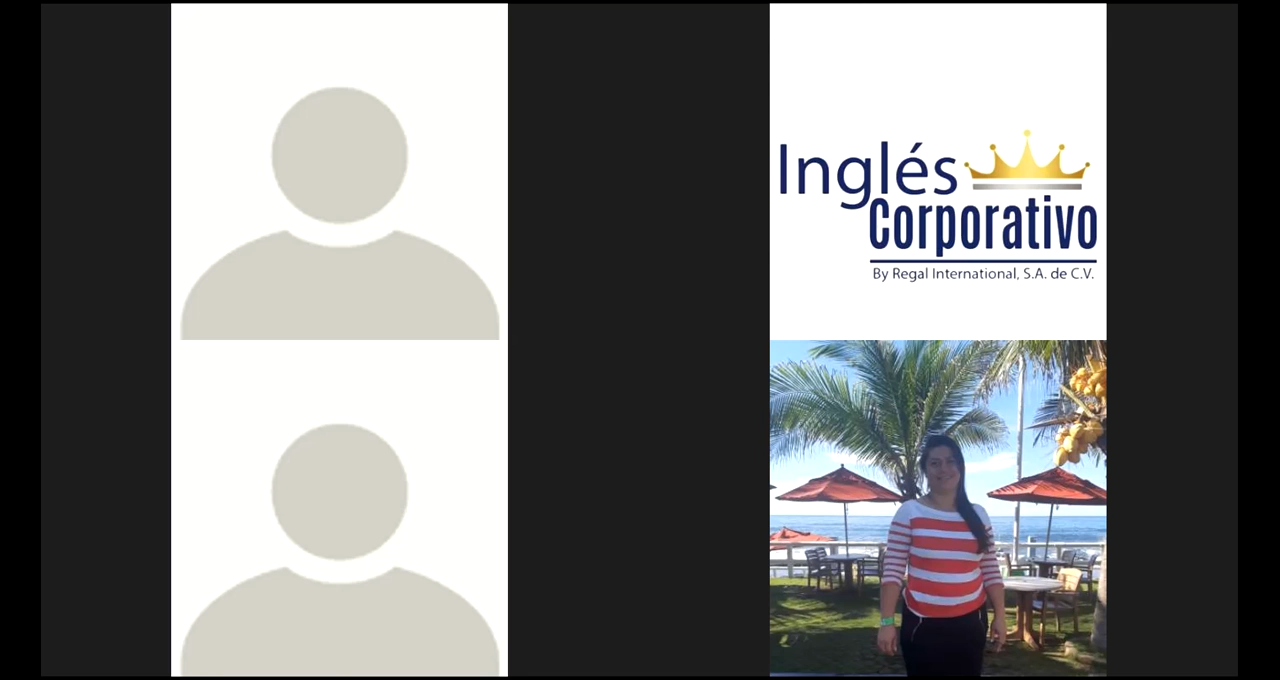 Inglés
Corporativo
By Regal International, S.A. de C.V.